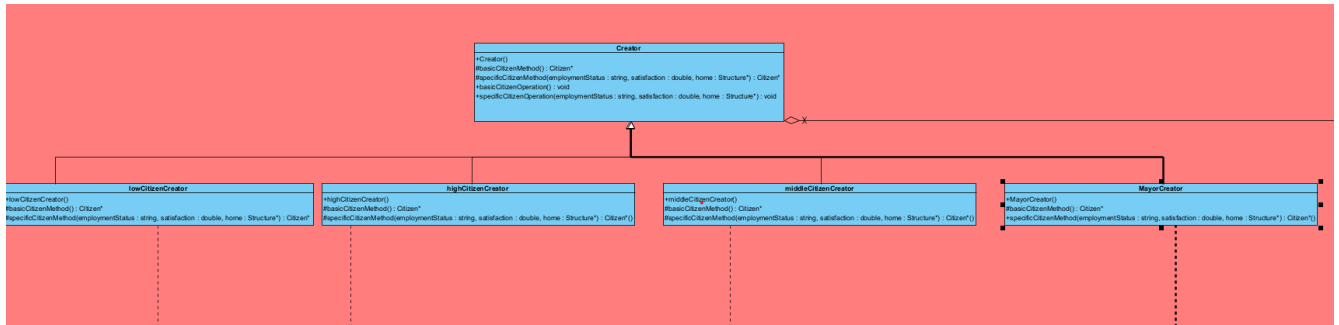 Creator
+Creator()
#basicCitizenMethod() : Citizen*
#specificCitizenMethod(employmentStatus : string, satisfaction : double, home : Structure*) : Citizen*
+basicCitizenOperation() : void
+specificCitizenOperation(employmentStatus : string, satisfaction : double, home : Structure*) : void
X
lowCitizenCreator
+lowCitizenCreator()
#basicCitizenMethod() : Citizen*
#specificCitizenMethod(employmentStatus : string, satisfaction : double, home : Structure*) : Citizen*()
highCitizenCreator
+highCitizenCreator()
#basicCitizenMethod() : Citizen*
#specificCitizenMethod(employmentStatus : string, satisfaction : double, home : Structure*) : Citizen*()
middleCitizenCreator
+middleCitizenCreator()
#basicCitizenMethod() : Citizen*
#specificCitizenMethod(employmentStatus : string, satisfaction : double, home : Structure*) : Citizen*()
MayorCreator
+MayorCreator()
#basicCitizenMethod() : Citizen*
+specificCitizenMethod(employmentStatus : string, satisfaction : double, home : Structure*) : Citizen*()